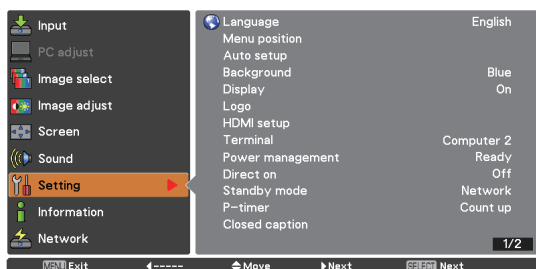 Input
PC adjust
Image select
Image adjust
Screen
Sound
Setting
Information
Network
Language English
Menu position
Auto setup
Background Blue
Display On
Logo
HDMI setup
Terminal Computer 2
Power management Ready
Direct on Off
Standby mode Network
P-timer Count up
Closed caption
1/2
MENU Exit ----- Move Next SELECT Next